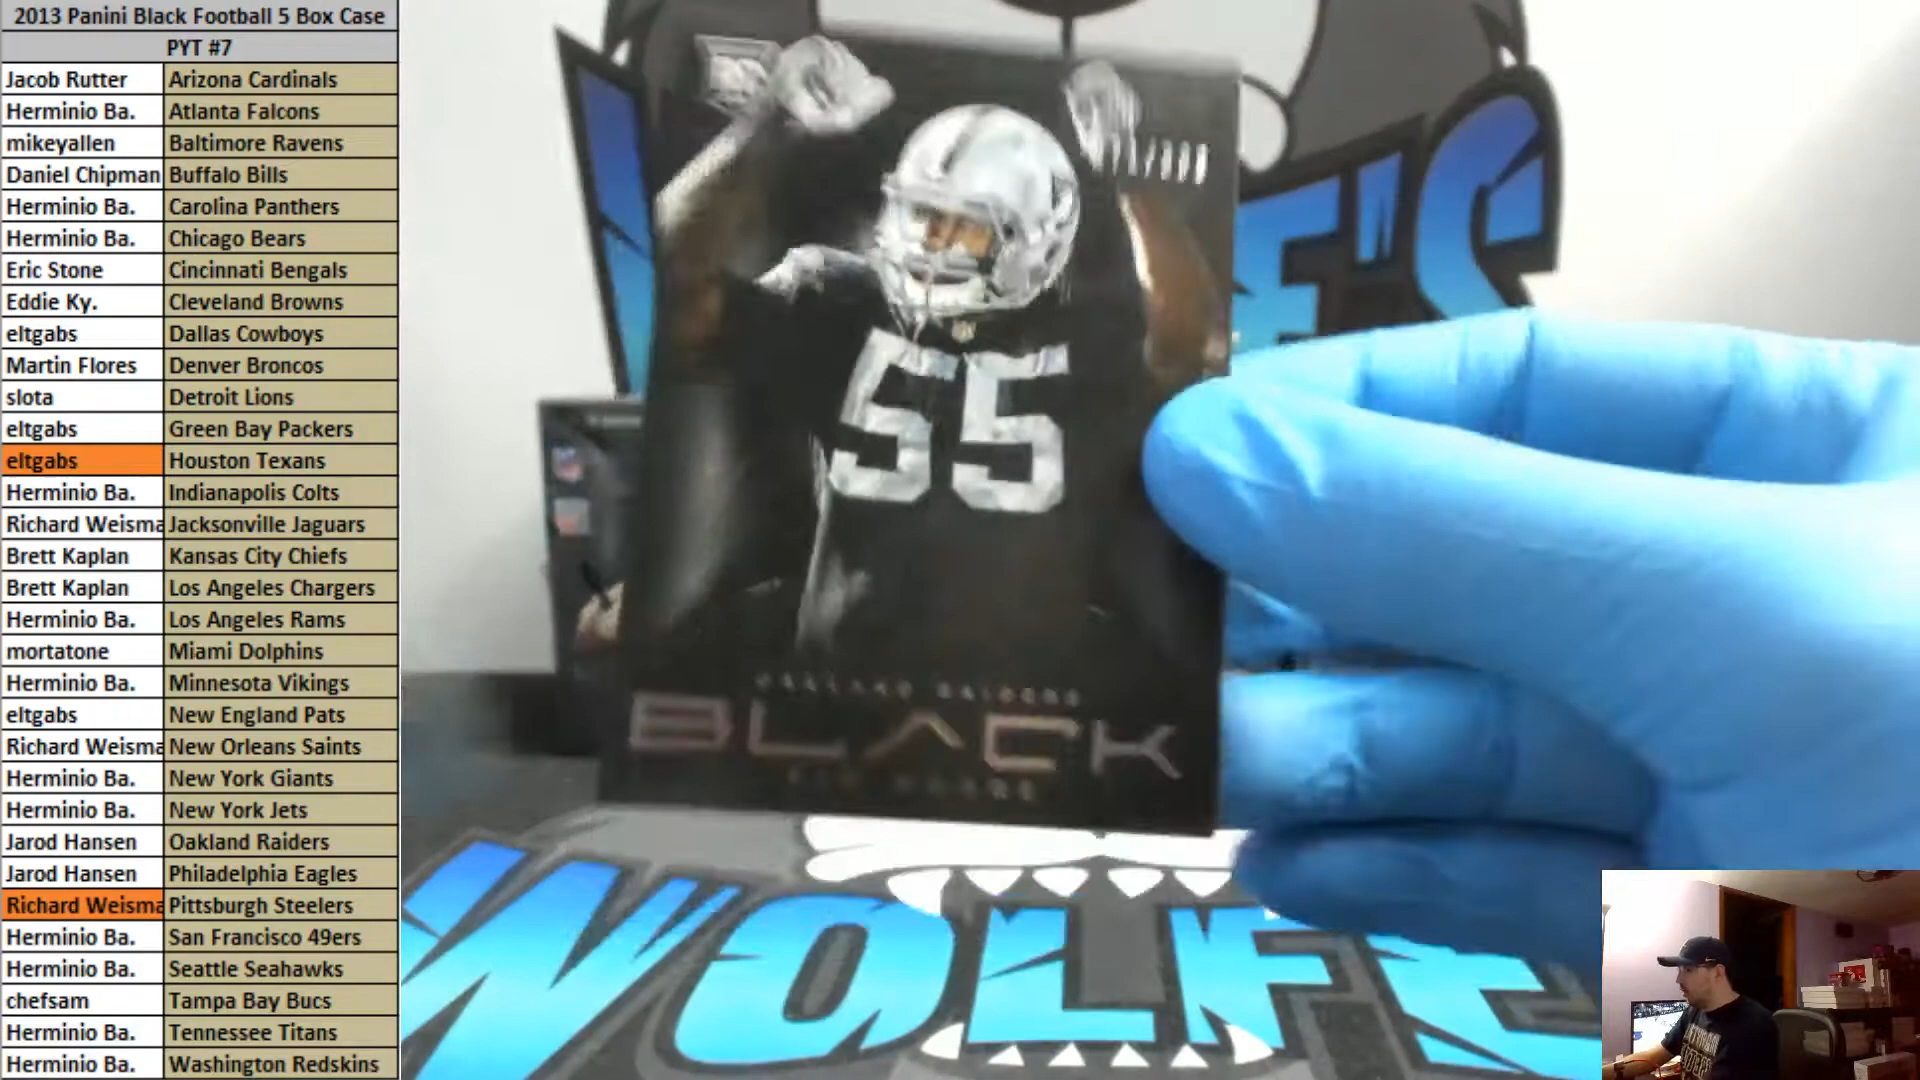 2013 Panini Black Football 5 Box Case
PYT #7
Jacob Rutter Arizona Cardinals
Herminio Ba. Atlanta Falcons
mikeyallen Baltimore Ravens
Daniel Chipman Buffalo Bills
Herminio Ba. Carolina Panthers
Herminio Ba. Chicago Bears
Eric Stone Cincinnati Bengals
Eddie Ky. Cleveland Browns
eltgabs Dallas Cowboys
Martin Flores Denver Broncos
slota Detroit Lions
eltgabs Green Bay Packers
eltgabs Houston Texans
Herminio Ba. Indianapolis Colts
Richard Weisma Jacksonville Jaguars
Brett Kaplan Kansas City Chiefs
Brett Kaplan Los Angeles Chargers
Herminio Ba. Los Angeles Rams
mortatone Miami Dolphins
Herminio Ba. Minnesota Vikings
eltgabs New England Pats
Richard Weisma New Orleans Saints
Herminio Ba. New York Giants
Herminio Ba. New York Jets
Jarod Hansen Oakland Raiders
Jarod Hansen Philadelphia Eagles
Richard Weisma Pittsburgh Steelers
Herminio Ba. San Francisco 49ers
Herminio Ba. Seattle Seahawks
chefsam Tampa Bay Bucs
Herminio Ba. Tennessee Titans
Herminio Ba. Washington Redskins
55
OAKLAND RAIDERS
BLACK
WOLFE
E'S